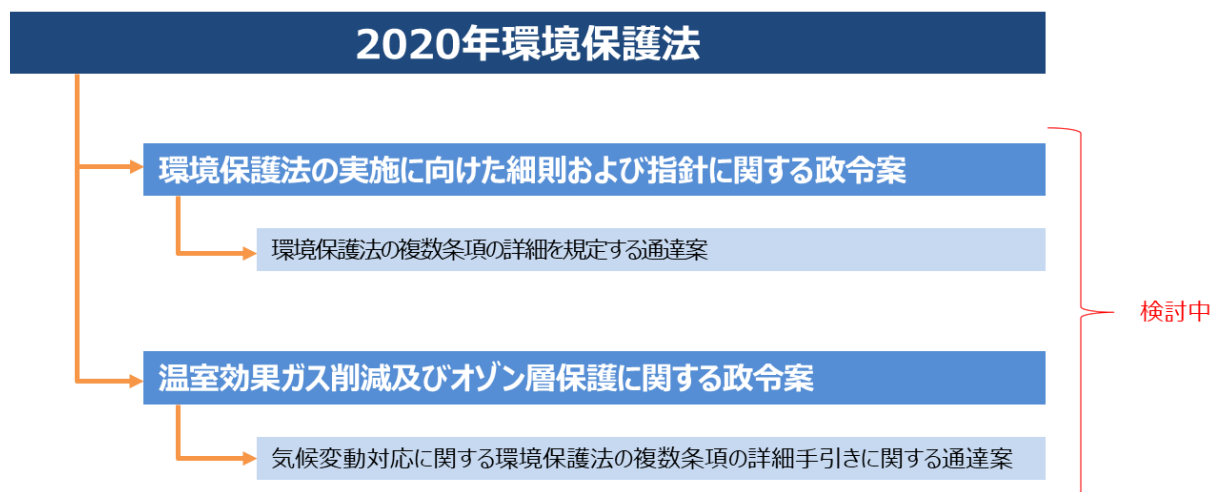 2020年環境保護法
環境保護法の実施に向けた細則および指針に関する政令案
環境保護法の複数条項の詳細を規定する通達案
検討中
温室効果ガス削減及びオゾン層保護に関する政令案
気候変動対応に関する環境保護法の複数条項の詳細手引きに関する通達案